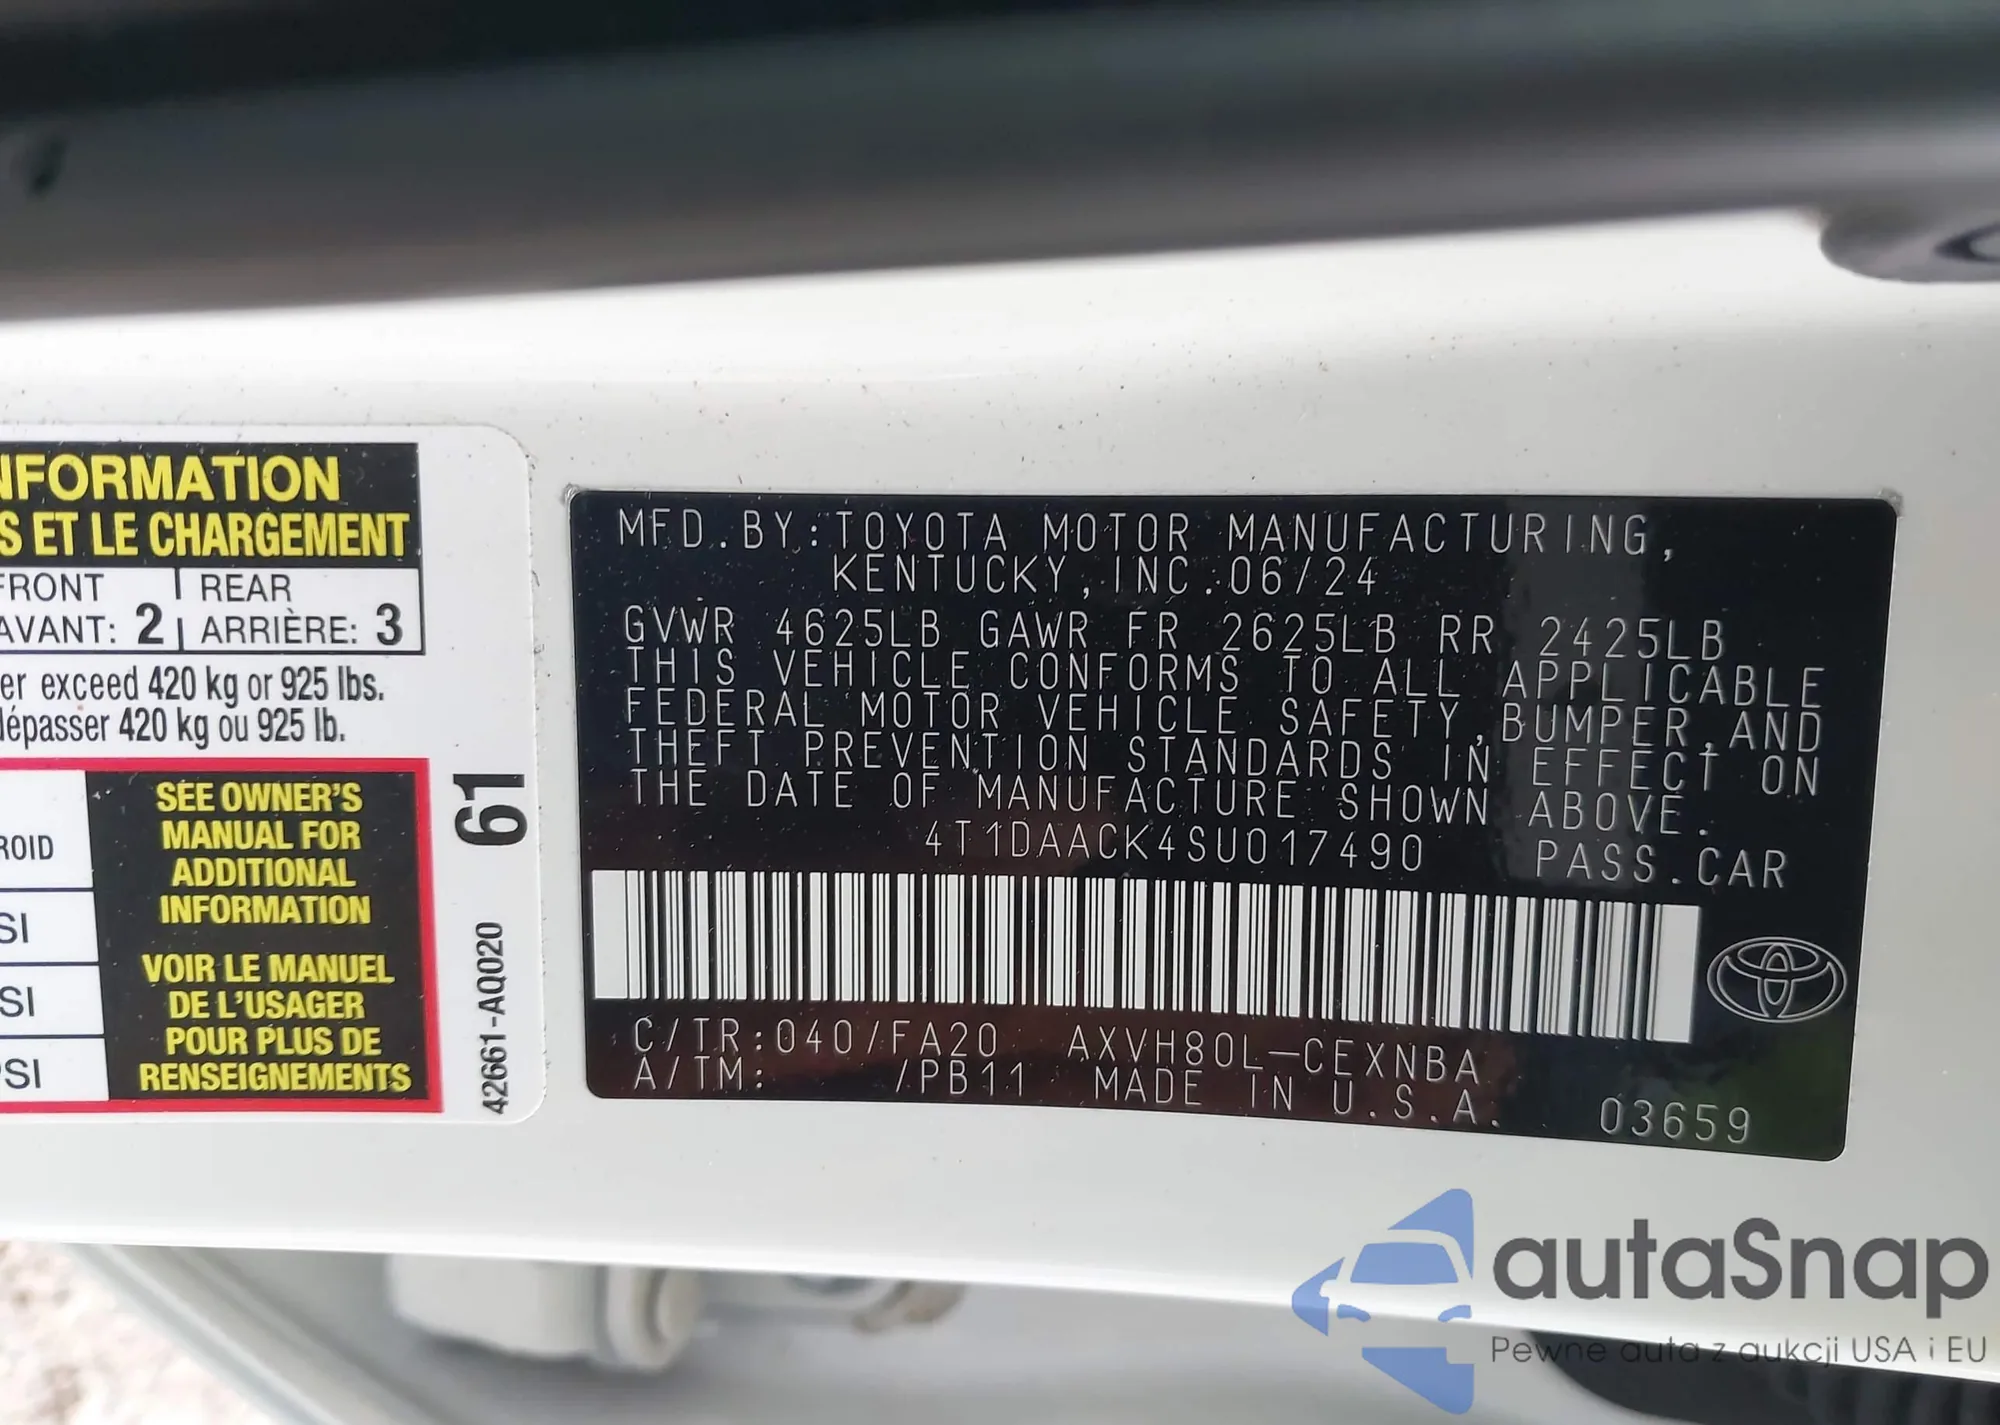 NFORMATION
S ET LE CHARGEMENT
FRONT
AVANT: 2
REAR
ARRIÈRE: 3
er exceed 420 kg or 925 lbs.
dépasser 420 kg ou 925 lb.
ROID
SI
SI
PSI
SEE OWNER'S
MANUAL FOR
ADDITIONAL
INFORMATION
VOIR LE MANUEL
DE L'USAGER
POUR PLUS DE
RENSEIGNEMENTS
61
42661-AQ020
MFD.BY:TOYOTA MOTOR MANUFACTURING,
KENTUCKY,INC.06/24
GVWR 4625LB GAWR FR 2625LB RR 2425LB
THIS VEHICLE CONFORMS TO ALL APPLICABLE
FEDERAL MOTOR VEHICLE SAFETY,BUMPER,AND
THEFT PREVENTION STANDARDS IN EFFECT ON
THE DATE OF MANUFACTURE SHOWN ABOVE.
4T1DAACK4SU017490 PASS.CAR
C/TR:040/FA20 AXVH80L-CEXNBA
A/TM: /PB11 MADE IN U.S.A.
03659
autaSnap
Pewne auta z aukcji USA i EU